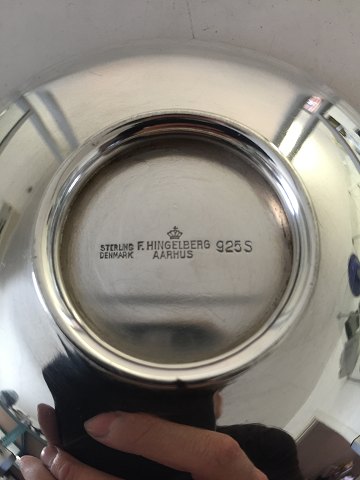 STERLING F. HINGELBERG 925S
DENMARK AARHUS